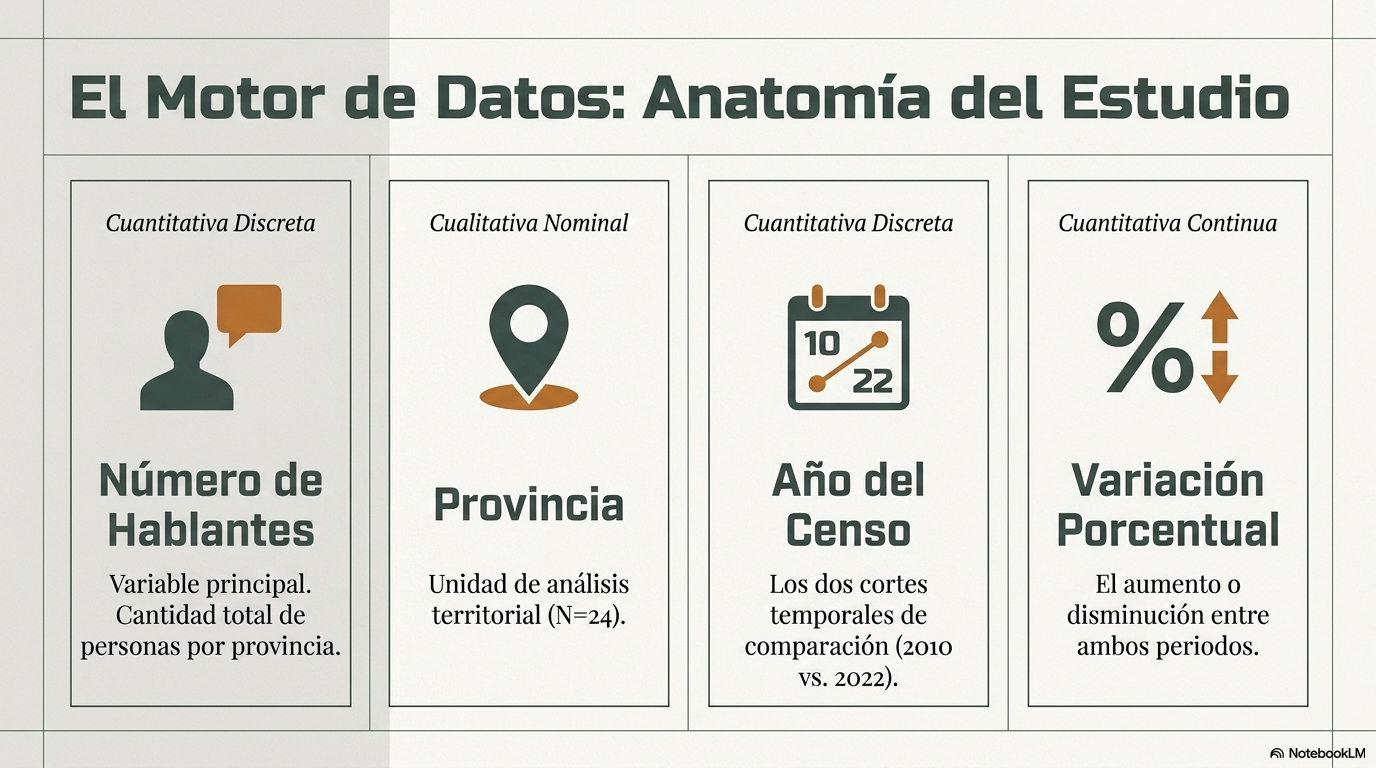 El Motor de Datos: Anatomía del Estudio
Cuantitativa Discreta
Número de
Hablantes
Variable principal.
Cantidad total de
personas por provincia.
Cualitativa Nominal
Provincia
Unidad de análisis
territorial (N=24).
Cuantitativa Discreta
10
22
Año del
Censo
Los dos cortes
temporales de
comparación (2010
vs. 2022).
Cuantitativa Continua
%
Variación
Porcentual
El aumento o
disminución entre
ambos periodos.
NotebookLM